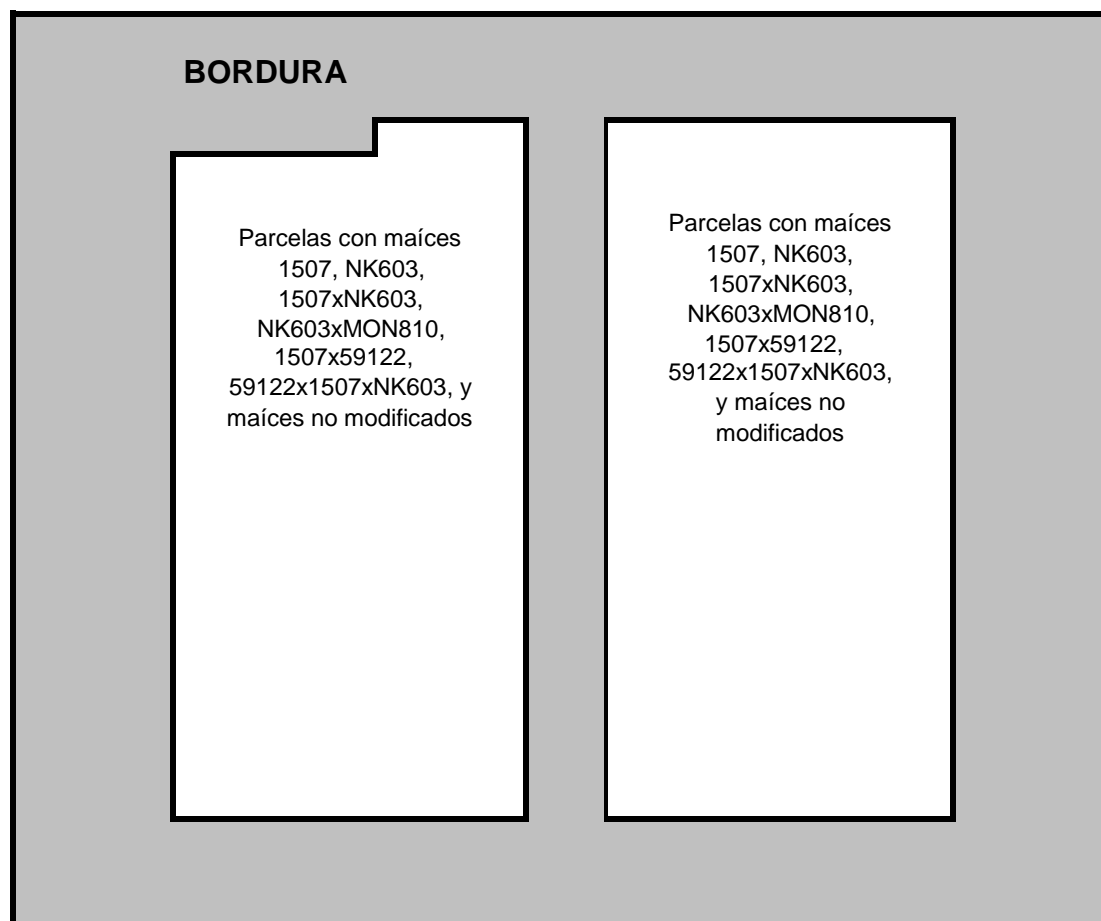 BORDURA
Parcelas con maíces
1507, NK603,
1507xNK603,
NK603xMON810,
1507x59122,
59122x1507xNK603, y
maíces no modificados
Parcelas con maíces
1507, NK603,
1507xNK603,
NK603xMON810,
1507x59122,
59122x1507xNK603,
y maíces no
modificados